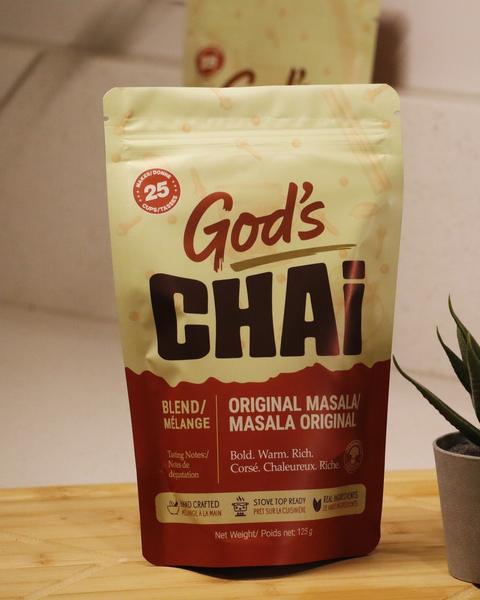 MAKES/DONNE
25
CUPS/TASSES
God's
CHAi
BLEND/
MÉLANGE
ORIGINAL MASALA/
MASALA ORIGINAL
Tasting Notes:/
Notes de
dégustation
Bold. Warm. Rich.
Corsé. Chaleureux. Riche.
HAND CRAFTED
MÉLANGÉ À LA MAIN
STOVE TOP READY
PRÊT SUR LA CUISINIÈRE
REAL INGREDIENTS
Net Weight/ Poids net: 125 g
God's